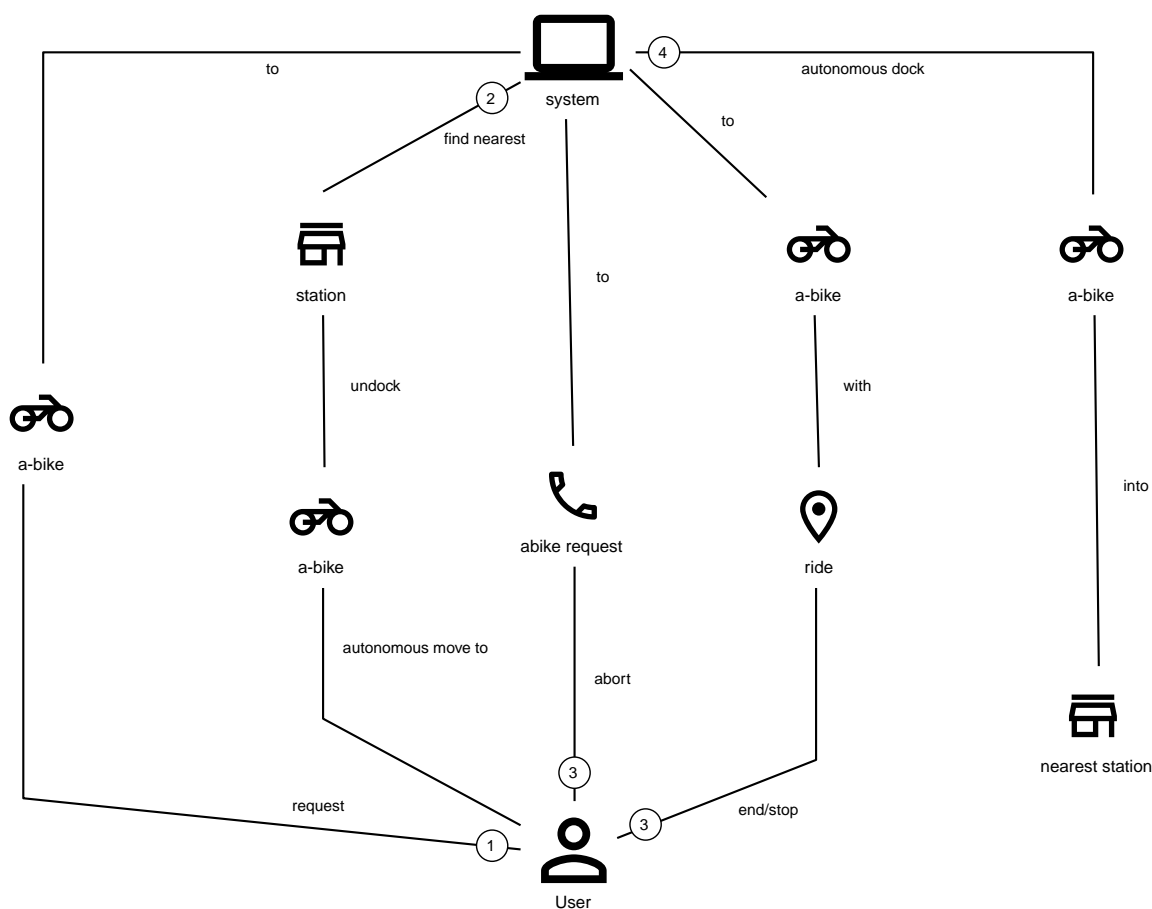 4
to
autonomous dock
2
system
to
find nearest
to
station
a-bike
a-bike
undock
with
a-bike
into
abike request
a-bike
ride
autonomous move to
abort
nearest station
3
request
end/stop
3
1
User